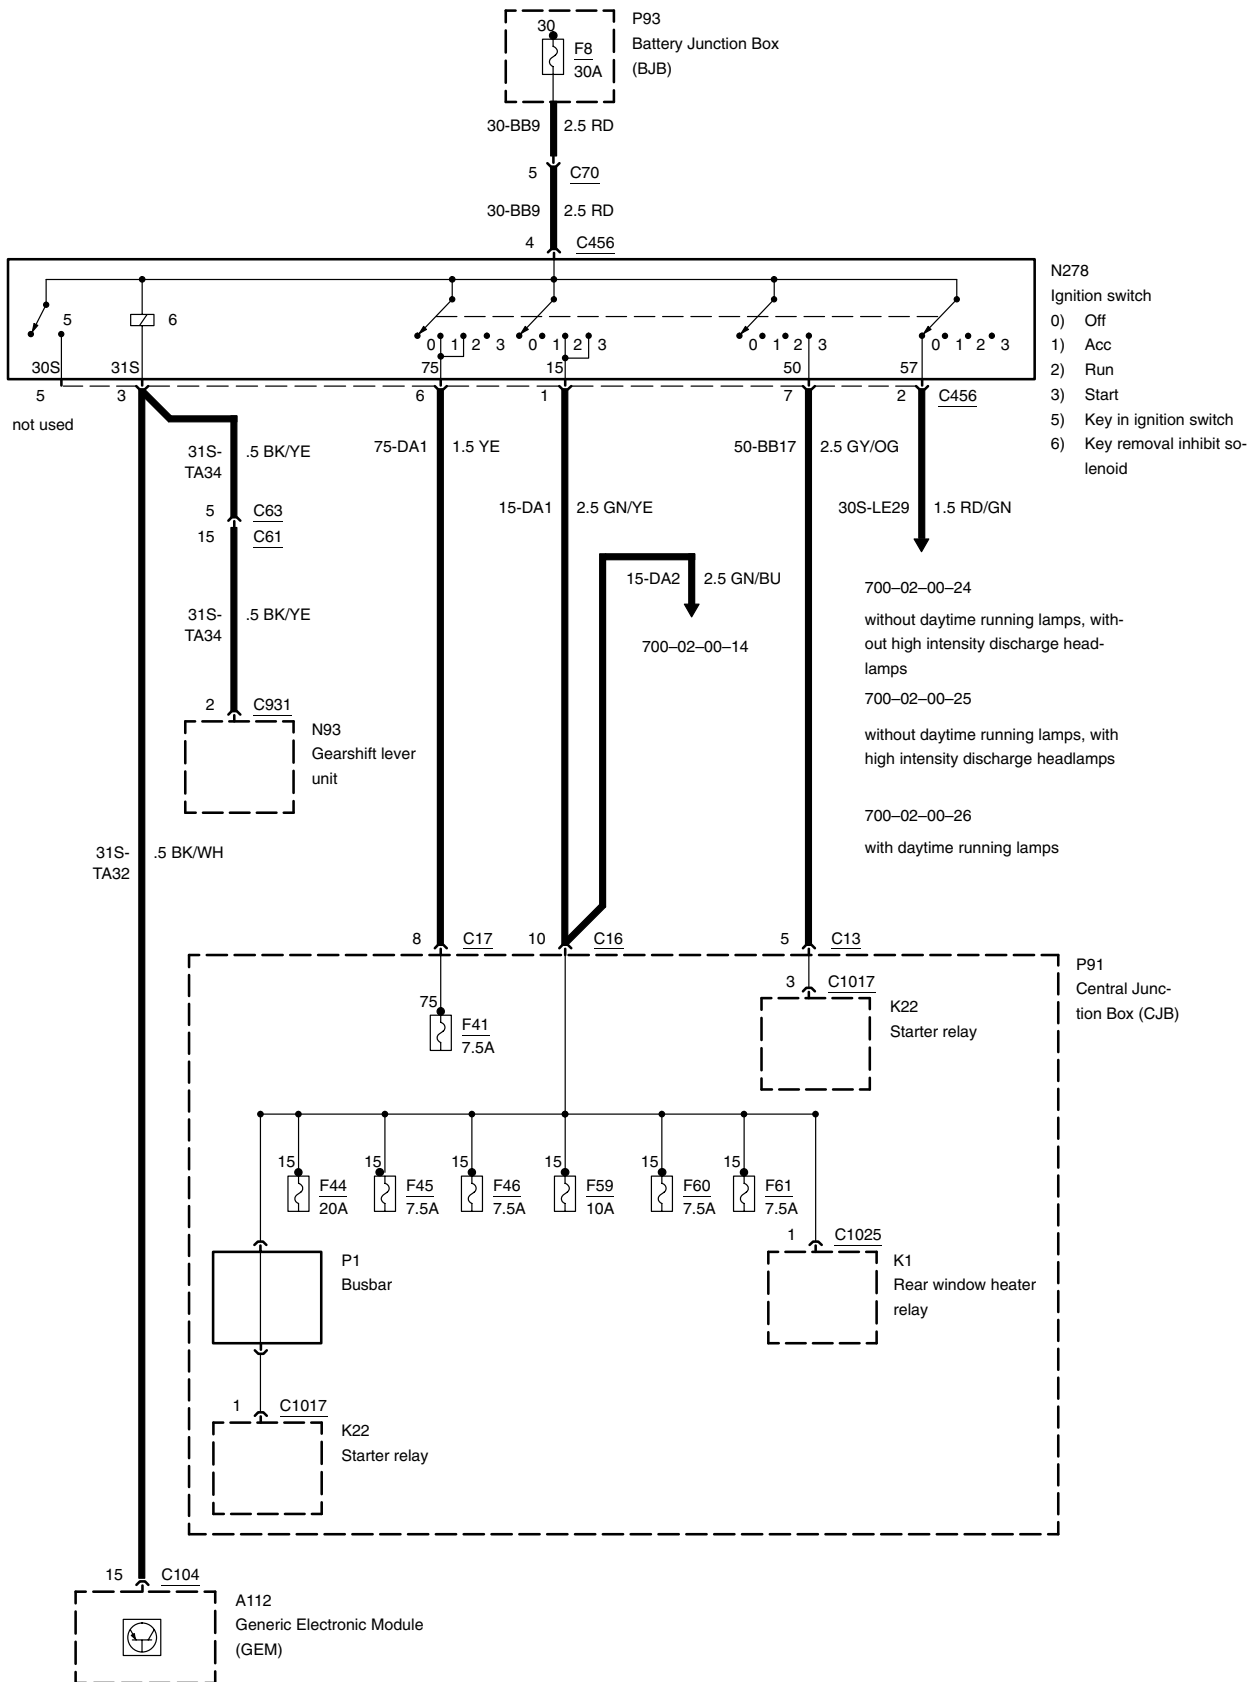 30
P93
Battery Junction Box
(BJB)
F8
30A
30-BB9 2.5 RD
5 C70
30-BB9 2.5 RD
4 C456
N278
Ignition switch
0) Off
1) Acc
2) Run
3) Start
5) Key in ignition switch
6) Key removal inhibit so-
lenoid
5 6
0 1 2 3 0 1 2 3 0 1 2 3 0 1 2 3
30S 31S 75 15 50 57
5 3 6 1 7 2 C456
not used
31S-
TA34
.5 BK/YE
75-DA1 1.5 YE
50-BB17 2.5 GY/OG
15-DA1 2.5 GN/YE
30S-LE29 1.5 RD/GN
5 C63
15 C61
15-DA2 2.5 GN/BU
31S-
TA34
.5 BK/YE
700–02–00–14
700–02–00–24
without daytime running lamps, with-
out high intensity discharge head-
lamps
700–02–00–25
without daytime running lamps, with
high intensity discharge headlamps
700–02–00–26
with daytime running lamps
2 C931
N93
Gearshift lever
unit
31S-
TA32
.5 BK/WH
8 C17 10 C16 5 C13
P91
Central Junc-
tion Box (CJB)
3 C1017
K22
Starter relay
75
F41
7.5A
15 15 15 15 15 15
F44 F45 F46 F59 F60 F61
20A 7.5A 7.5A 10A 7.5A 7.5A
1 C1025
P1
Busbar
K1
Rear window heater
relay
1 C1017
K22
Starter relay
15 C104
A112
Generic Electronic Module
(GEM)